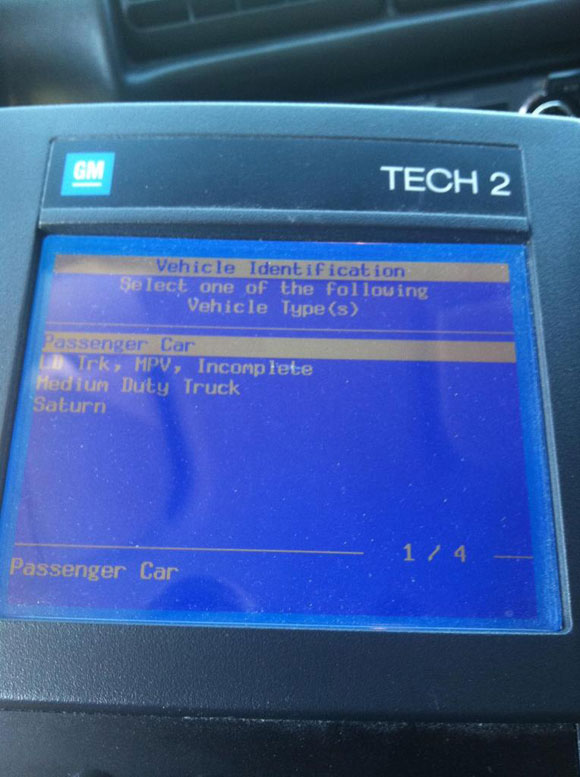 GM
TECH 2
Vehicle Identification
Select one of the following
Vehicle Type(s)
Passenger Car
LD Trk, MPV, Incomplete
Medium Duty Truck
Saturn
1 / 4
Passenger Car